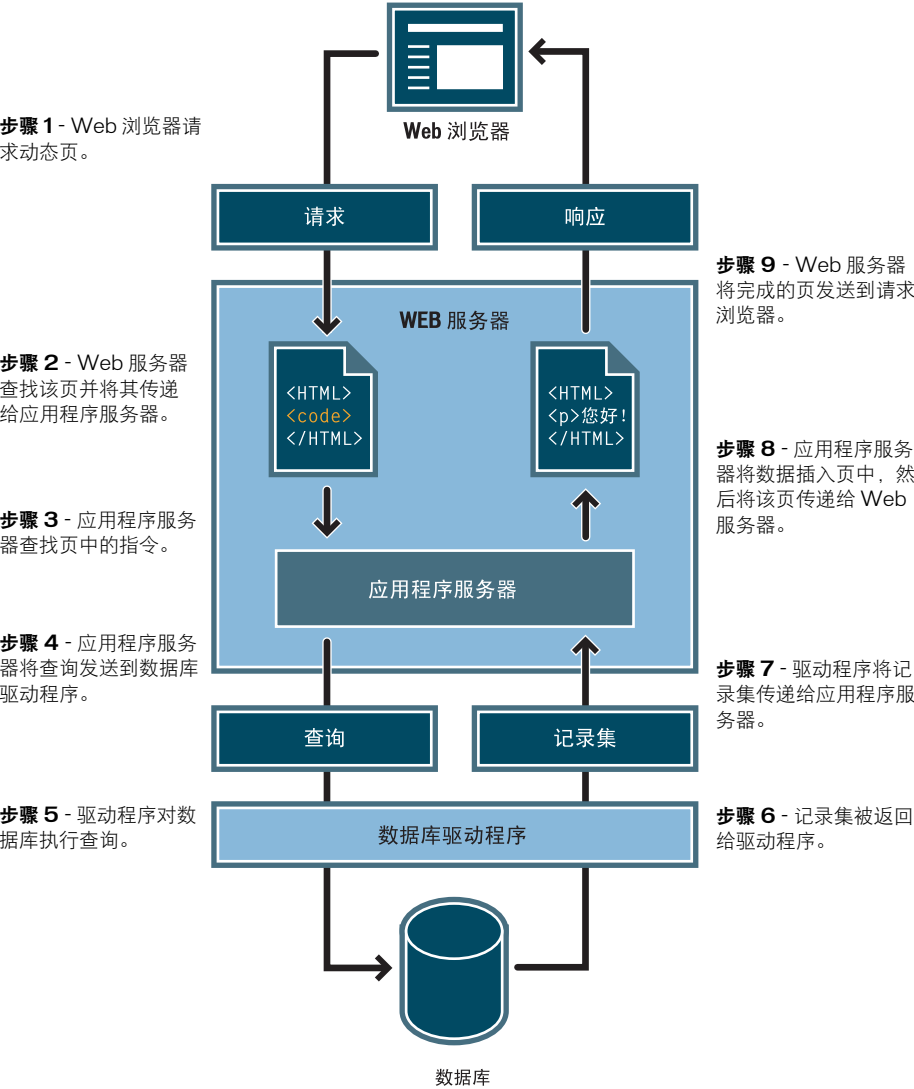 Web 浏览器
步骤 1 - Web 浏览器请
求动态页。
请求
响应
步骤 9 - Web 服务器
将完成的页发送到请求
浏览器。
WEB 服务器
步骤 2 - Web 服务器
查找该页并将其传递
给应用程序服务器。
<HTML>
<code>
</HTML>
<HTML>
<p>您好!
</HTML>
步骤 8 - 应用程序服务
器将数据插入页中，然
后将该页传递给 Web
服务器。
步骤 3 - 应用程序服务
器查找页中的指令。
应用程序服务器
步骤 4 - 应用程序服务
器将查询发送到数据库
驱动程序。
步骤 7 - 驱动程序将记
录集传递给应用程序服
务器。
查询
记录集
步骤 5 - 驱动程序对数
据库执行查询。
数据库驱动程序
步骤 6 - 记录集被返回
给驱动程序。
数据库